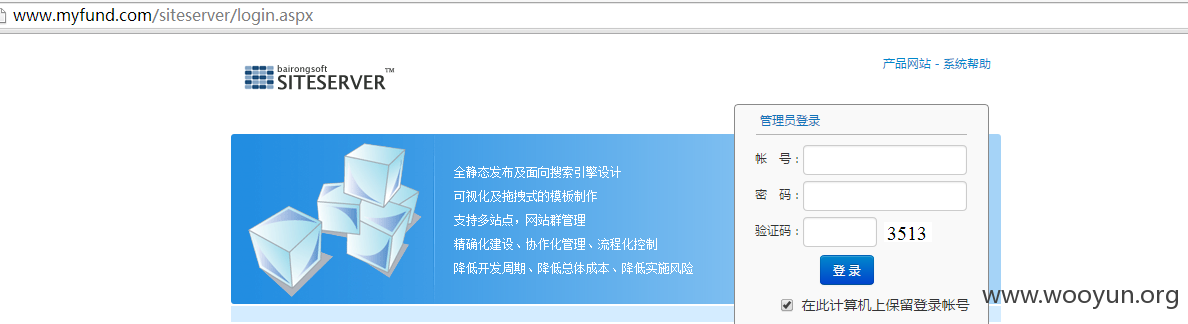 www.myfund.com/siteserver/login.aspx
bairongsoft
SITESERVER™
产品网站 - 系统帮助
管理员登录
全静态发布及面向搜索引擎设计
可视化及拖拽式的模板制作
支持多站点，网站群管理
精确化建设、协作化管理、流程化控制
降低开发周期、降低总体成本、降低实施风险
帐 号：
密 码：
验证码：
3513
登 录
在此计算机上保留登录帐号
www.wooyun.org